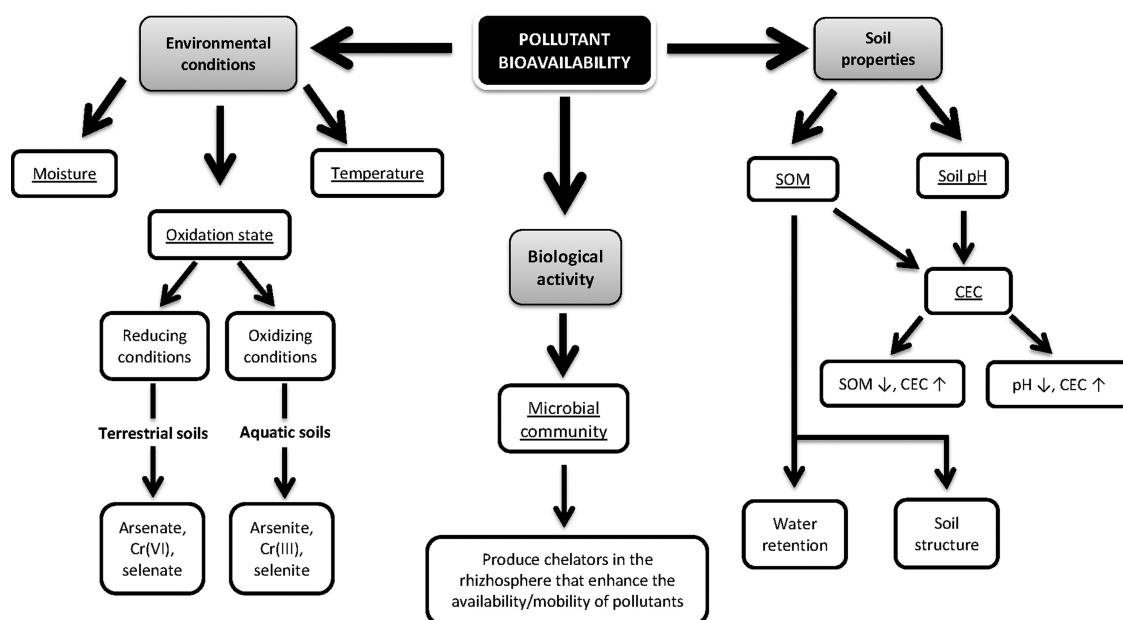 POLLUTANT
BIOAVAILABILITY
Environmental
conditions
Moisture
Temperature
Oxidation state
Reducing
conditions
Oxidizing
conditions
Terrestrial soils
Aquatic soils
Arsenate,
Cr(VI),
selenate
Arsenite,
Cr(III),
selenite
Biological
activity
Microbial
community
Produce chelators in the
rhizhosphere that enhance the
availability/mobility of pollutants
Soil
properties
SOM
Soil pH
CEC
SOM ↓, CEC ↑
pH ↓, CEC ↑
Water
retention
Soil
structure